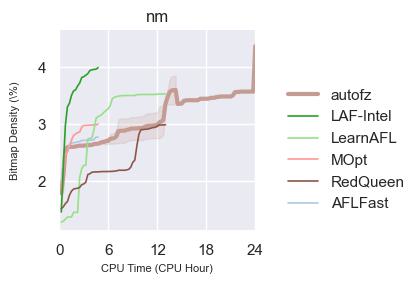 nm
Bitmap Density (\%)
4
3
2
0 6 12 18 24
CPU Time (CPU Hour)
autofz
LAF-Intel
LearnAFL
MOpt
RedQueen
AFLFast